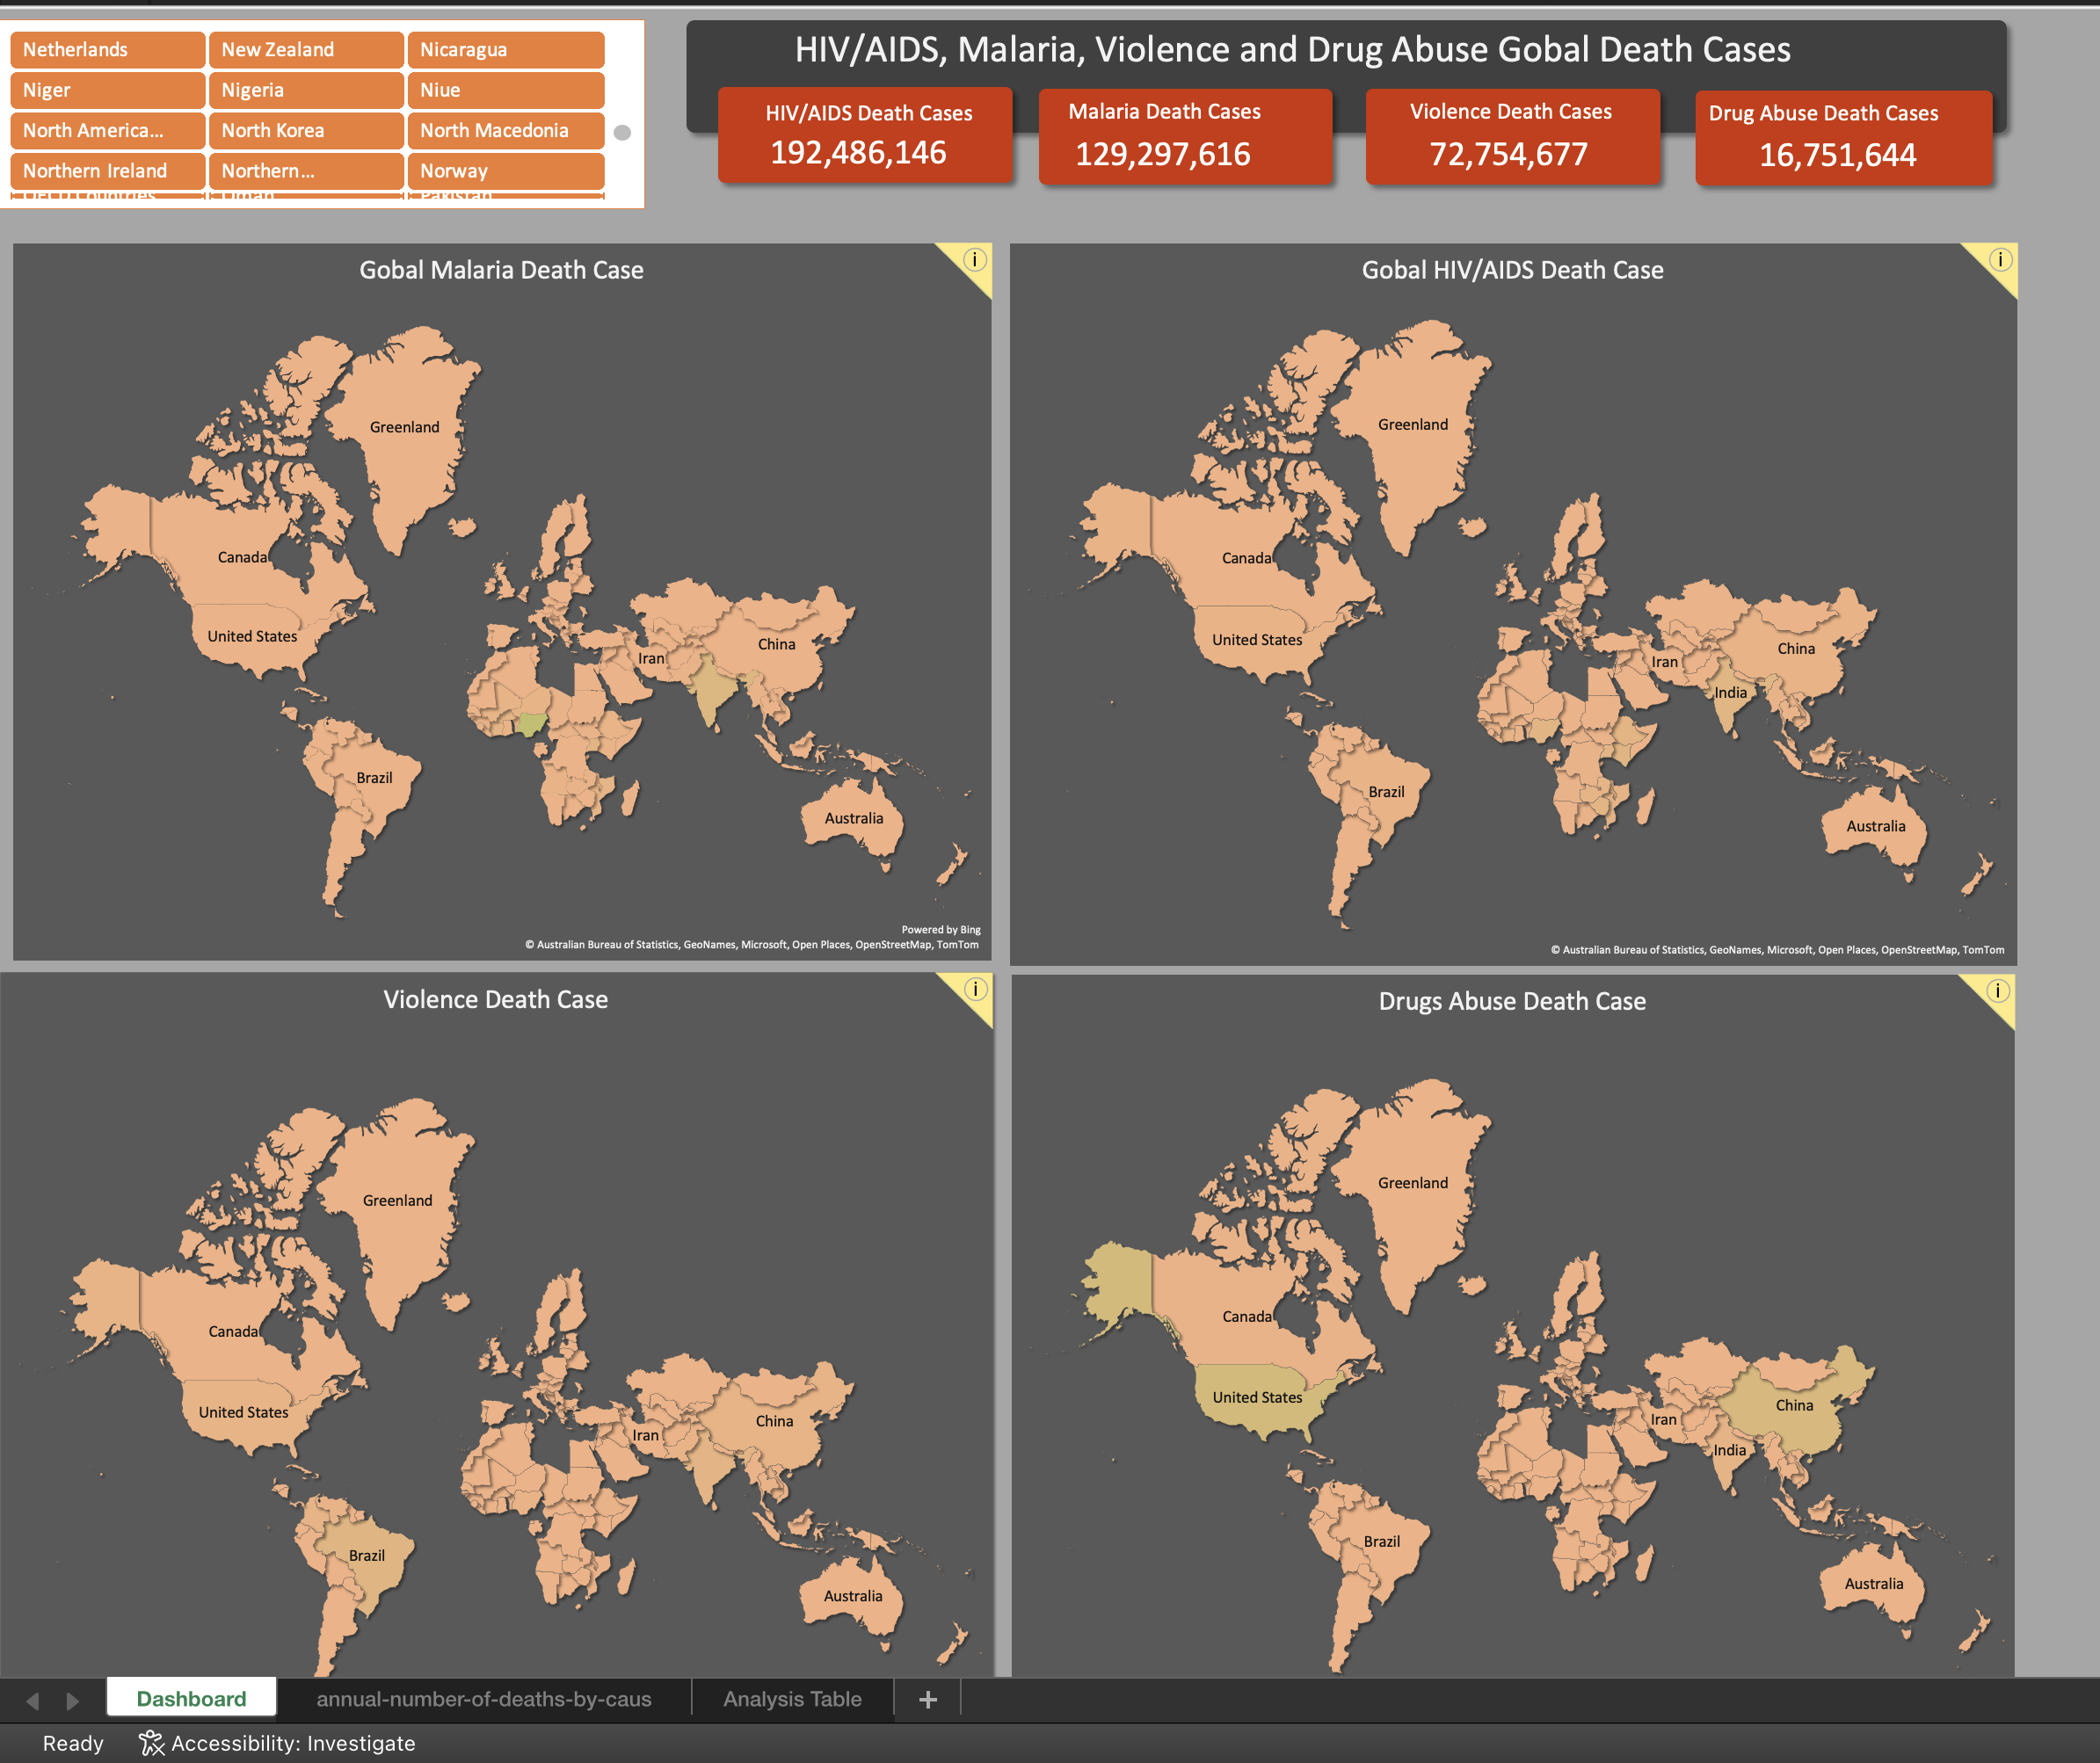 Netherlands
New Zealand
Nicaragua
Niger
Nigeria
Niue
North America...
North Korea
North Macedonia
Northern Ireland
Northern...
Norway
OECD Countries
Oman
Pakistan
HIV/AIDS, Malaria, Violence and Drug Abuse Gobal Death Cases
HIV/AIDS Death Cases
192,486,146
Malaria Death Cases
129,297,616
Violence Death Cases
72,754,677
Drug Abuse Death Cases
16,751,644
Gobal Malaria Death Case
i
Greenland
Canada
United States
China
Iran
Brazil
Australia
Powered by Bing
© Australian Bureau of Statistics, GeoNames, Microsoft, Open Places, OpenStreetMap, TomTom
Gobal HIV/AIDS Death Case
i
Greenland
Canada
United States
China
Iran
India
Brazil
Australia
© Australian Bureau of Statistics, GeoNames, Microsoft, Open Places, OpenStreetMap, TomTom
Violence Death Case
i
Greenland
Canada
United States
China
Iran
Brazil
Australia
Drugs Abuse Death Case
i
Greenland
Canada
United States
China
Iran
India
Brazil
Australia
Dashboard
annual-number-of-deaths-by-caus
Analysis Table
+
Ready
Accessibility: Investigate